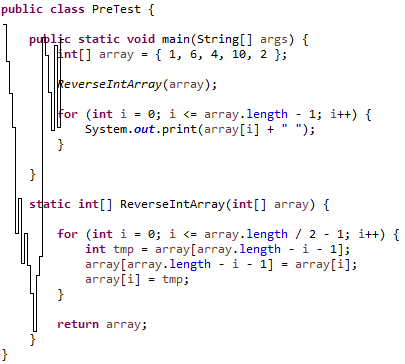 public class PreTest {
public static void main(String[] args) {
int[] array = { 1, 6, 4, 10, 2 };
ReverseIntArray(array);
for (int i = 0; i <= array.length - 1; i++) {
System.out.print(array[i] + " ");
}
}
static int[] ReverseIntArray(int[] array) {
for (int i = 0; i <= array.length / 2 - 1; i++) {
int tmp = array[array.length - i - 1];
array[array.length - i - 1] = array[i];
array[i] = tmp;
}
return array;
}
}